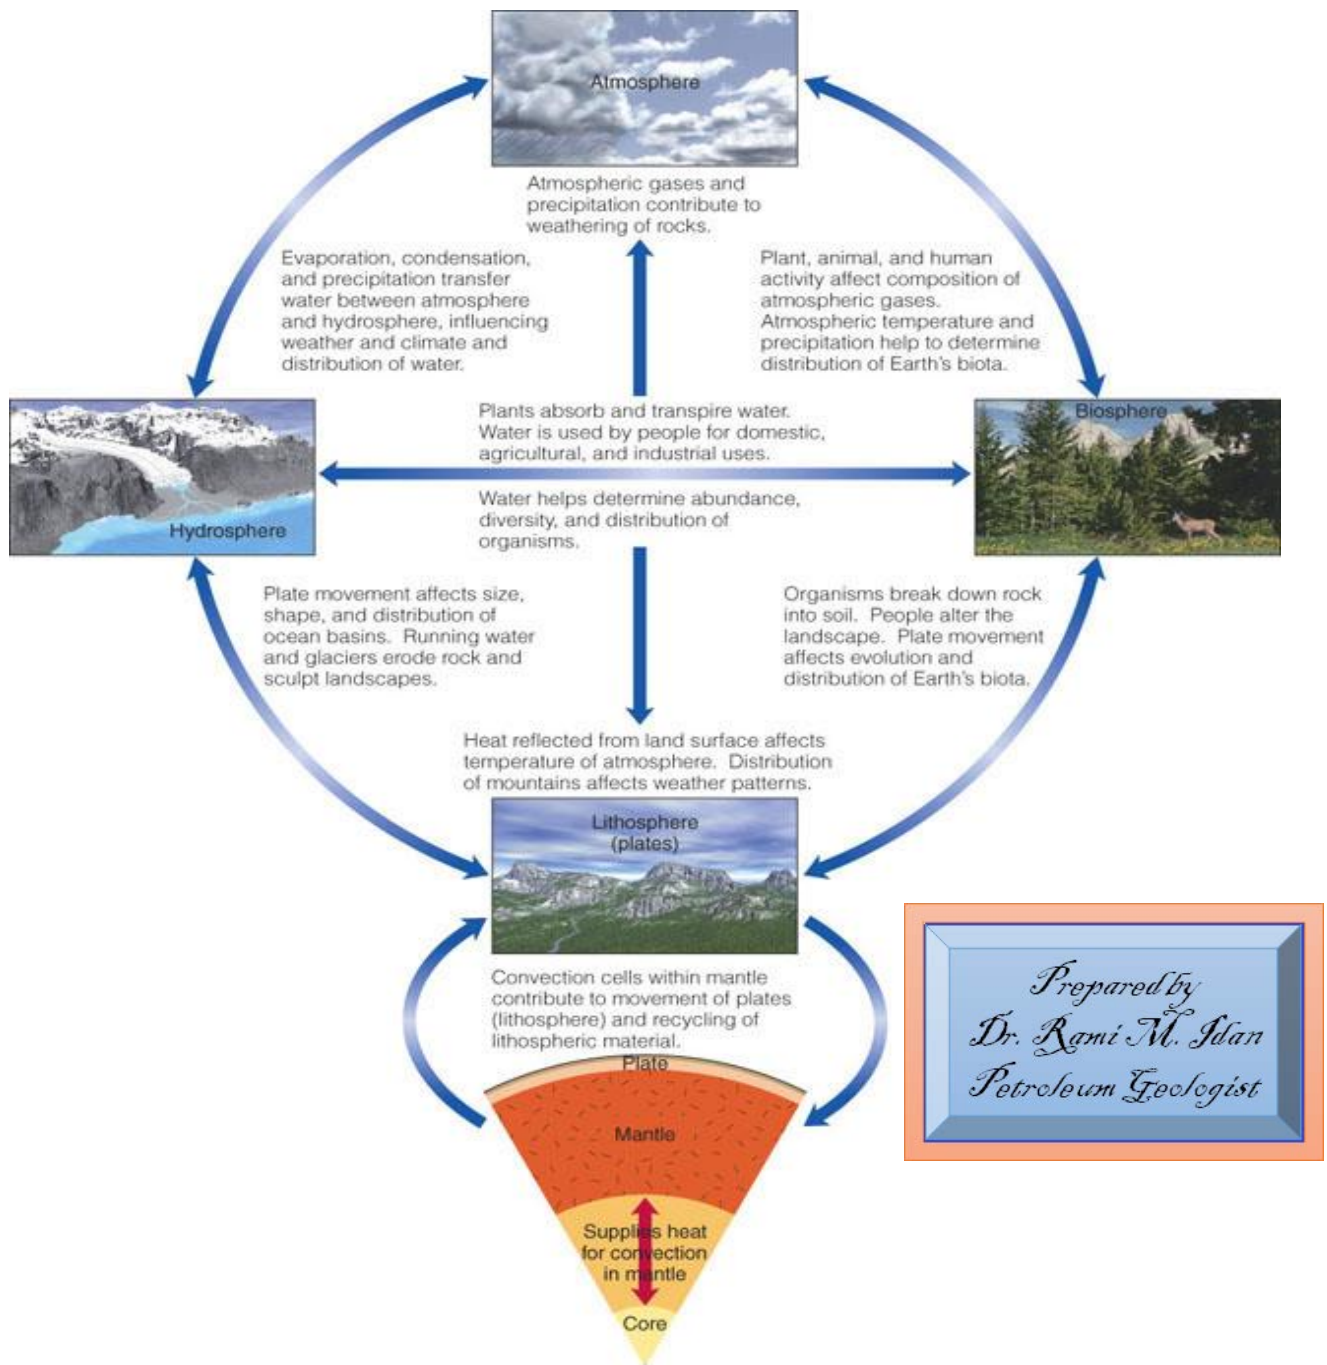 Atmosphere
Atmospheric gases and
precipitation contribute to
weathering of rocks.
Evaporation, condensation,
and precipitation transfer
water between atmosphere
and hydrosphere, influencing
weather and climate and
distribution of water.
Plant, animal, and human
activity affect composition of
atmospheric gases.
Atmospheric temperature and
precipitation help to determine
distribution of Earth's biota.
Hydrosphere
Plants absorb and transpire water.
Water is used by people for domestic,
agricultural, and industrial uses.
Water helps determine abundance,
diversity, and distribution of
organisms.
Biosphere
Plate movement affects size,
shape, and distribution of
ocean basins. Running water
and glaciers erode rock and
sculpt landscapes.
Organisms break down rock
into soil. People alter the
landscape. Plate movement
affects evolution and
distribution of Earth's biota.
Heat reflected from land surface affects
temperature of atmosphere. Distribution
of mountains affects weather patterns.
Lithosphere
(plates)
Convection cells within mantle
contribute to movement of plates
(lithosphere) and recycling of
lithospheric material.
Plate
Mantle
Supplies heat
for convection
in mantle
Core
Prepared by
Dr. Rami M. Idan
Petroleum Geologist